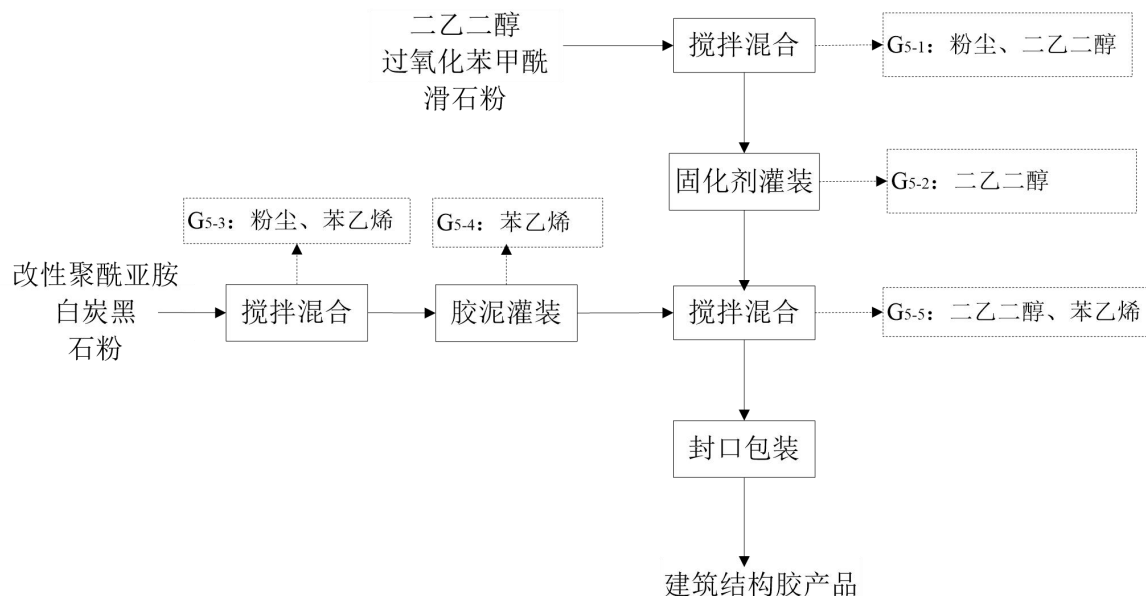 二乙二醇
过氧化苯甲酰
滑石粉
搅拌混合
G5-1：粉尘、二乙二醇
固化剂灌装
G5-2：二乙二醇
G5-3：粉尘、苯乙烯
G5-4：苯乙烯
改性聚酰亚胺
白炭黑
石粉
搅拌混合
胶泥灌装
搅拌混合
G5-5：二乙二醇、苯乙烯
封口包装
建筑结构胶产品